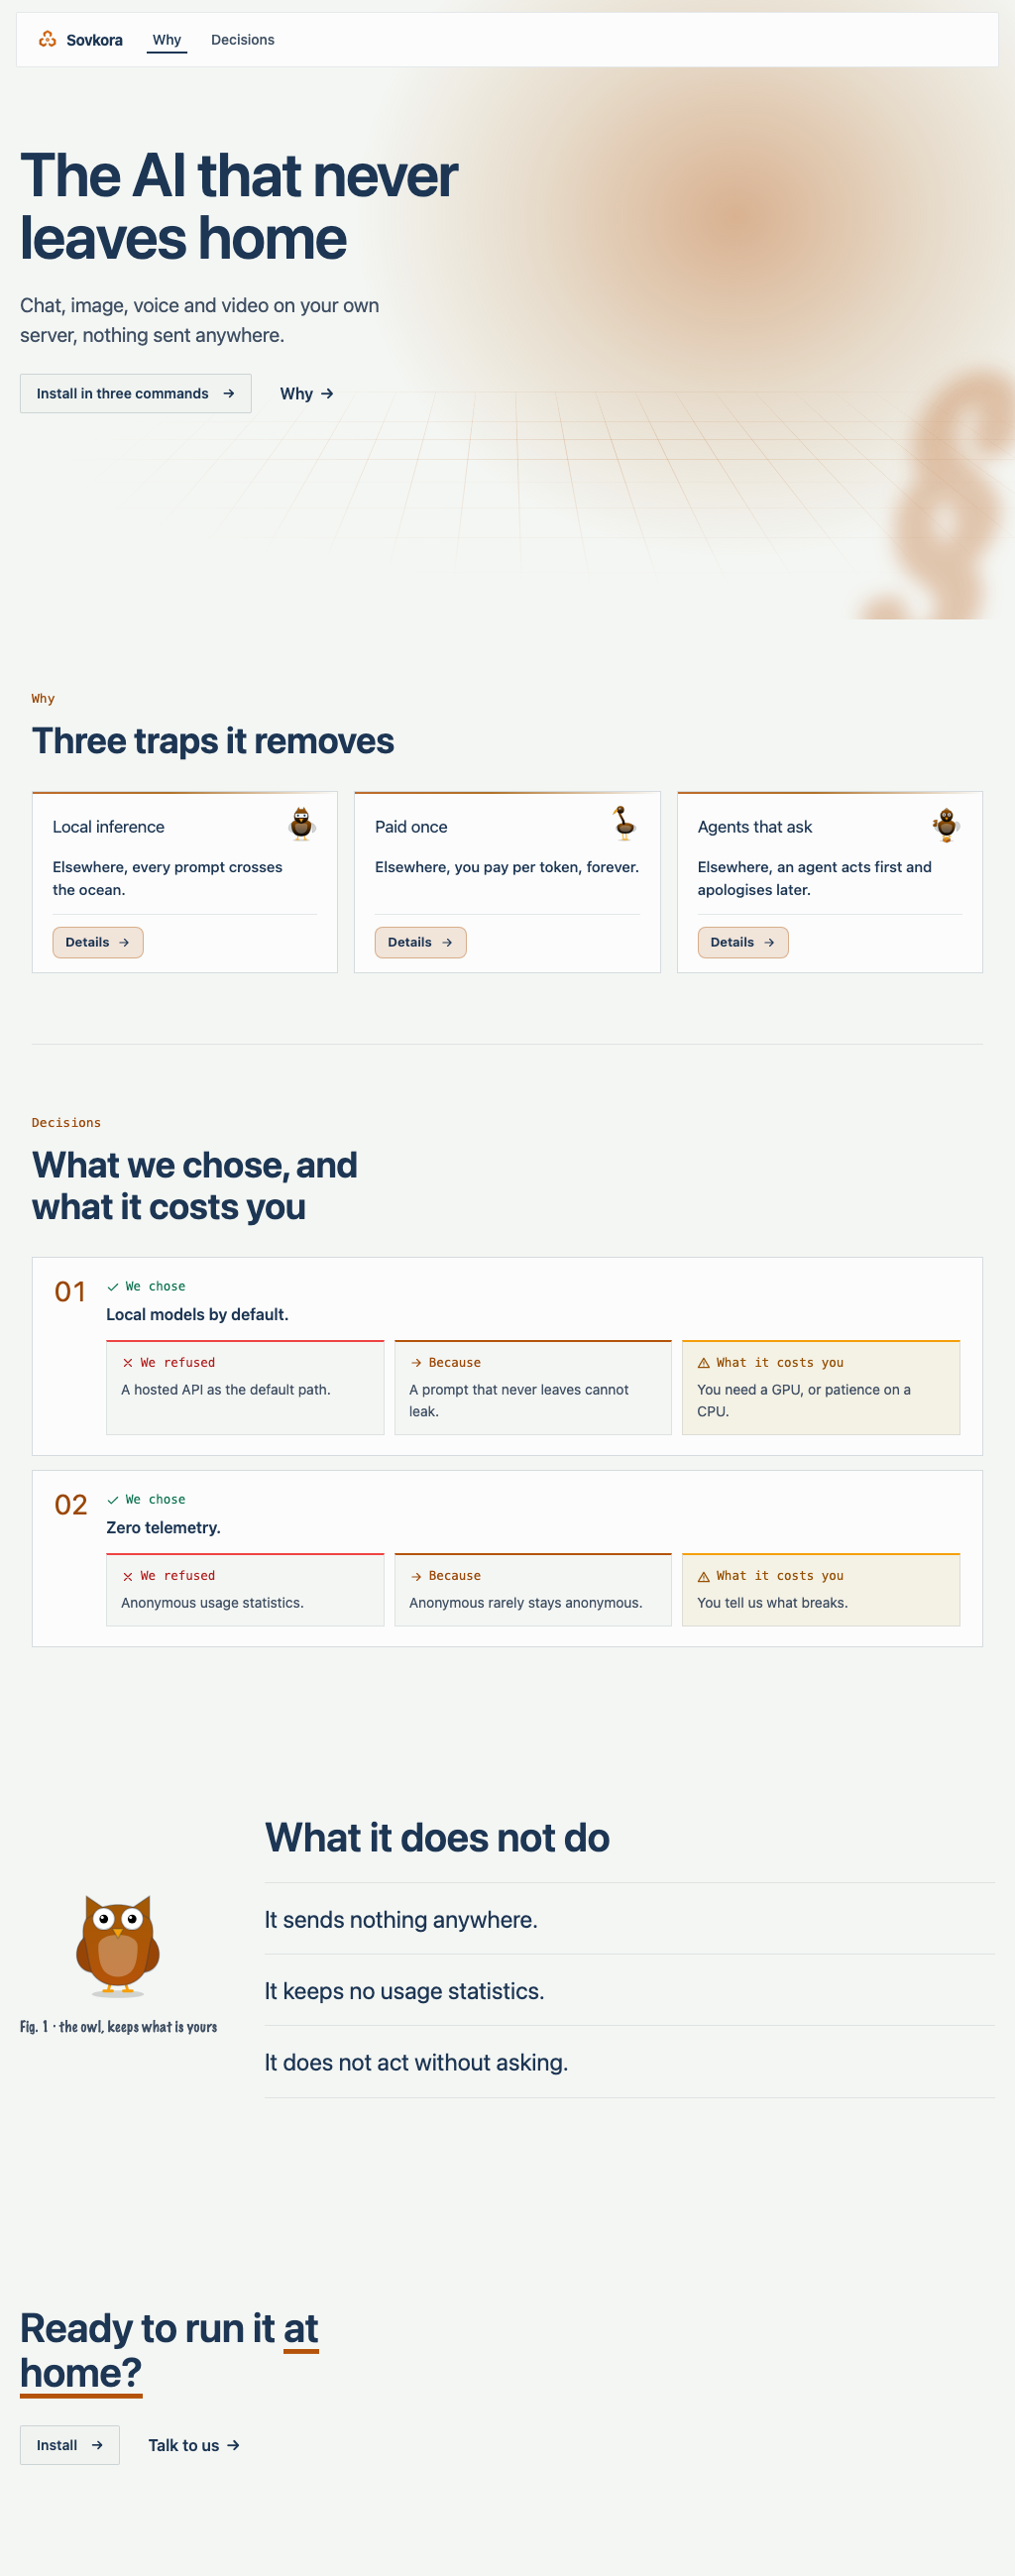 Sovkora Why Decisions
The AI that never
leaves home
Chat, image, voice and video on your own
server, nothing sent anywhere.
Install in three commands → Why →
§
Why
Three traps it removes
Local inference
Elsewhere, every prompt crosses
the ocean.
Details →
Paid once
Elsewhere, you pay per token, forever.
Details →
Agents that ask
Elsewhere, an agent acts first and
apologises later.
Details →
Decisions
What we chose, and
what it costs you
01
We chose
Local models by default.
We refused
A hosted API as the default path.
→ Because
A prompt that never leaves cannot
leak.
What it costs you
You need a GPU, or patience on a
CPU.
02
We chose
Zero telemetry.
We refused
Anonymous usage statistics.
→ Because
Anonymous rarely stays anonymous.
What it costs you
You tell us what breaks.
What it does not do
It sends nothing anywhere.
It keeps no usage statistics.
It does not act without asking.
Fig. 1 · the owl, keeps what is yours
Ready to run it at
home?
Install → Talk to us →